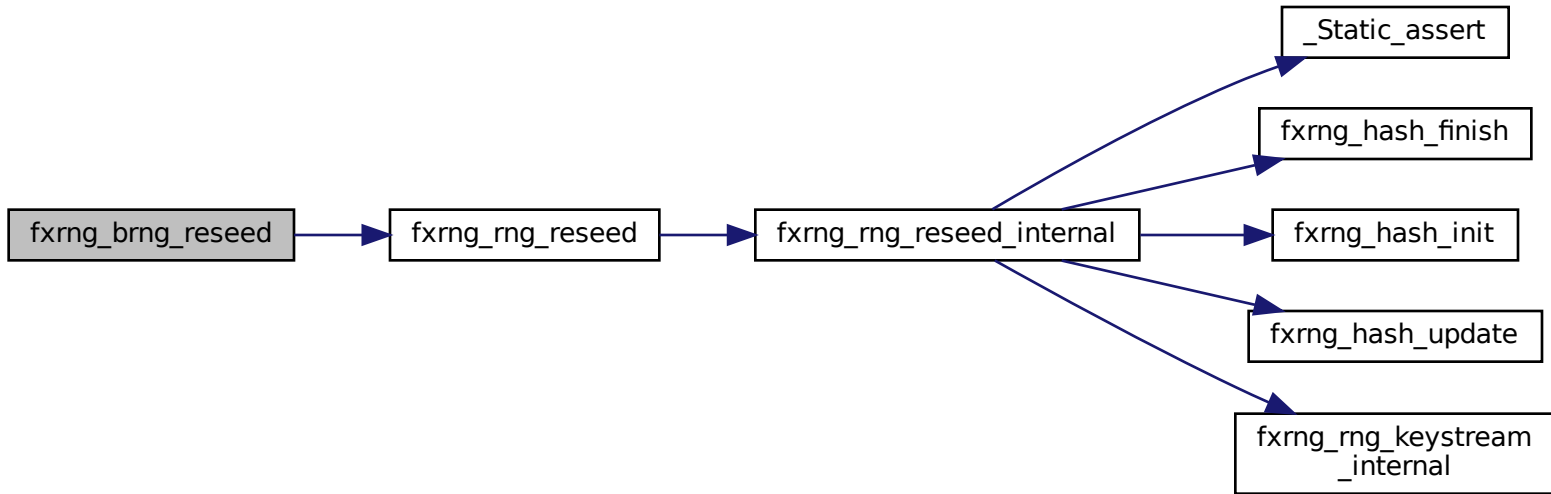 fxrng_brng_reseed
fxrng_rng_reseed
fxrng_rng_reseed_internal
_Static_assert
fxrng_hash_finish
fxrng_hash_init
fxrng_hash_update
fxrng_rng_keystream
_internal